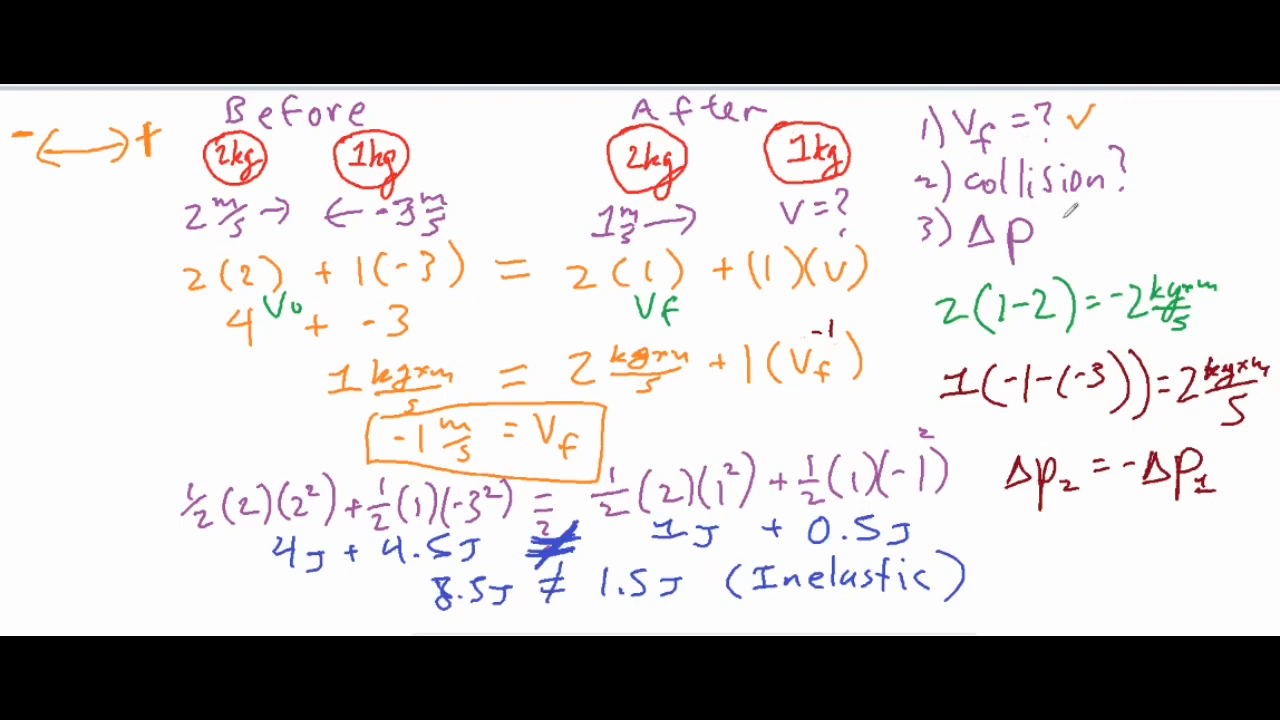 Before After
- ⟷ +
2kg 1kg 2kg 1kg
2 m/s → ← -3 m/s 1 m/s → V = ?
2(2) + 1(-3) = 2(1) + (1)(v)
V₀ Vf
4 + -3
1 kg×m/s = 2 kg×m/s + 1(Vf) -1
-1 m/s = Vf
½(2)(2²) + ½(1)(-3²) =? ½(2)(1²) + ½(1)(-1)²
4J + 4.5J ≠ 1J + 0.5J
8.5J ≠ 1.5J (Inelastic)
1) Vf = ? ✓
2) collision?
3) Δp
2(1-2) = -2 kg×m/s
1(-1-(-3)) = 2 kg×m/s
Δp₂ = -Δp₁